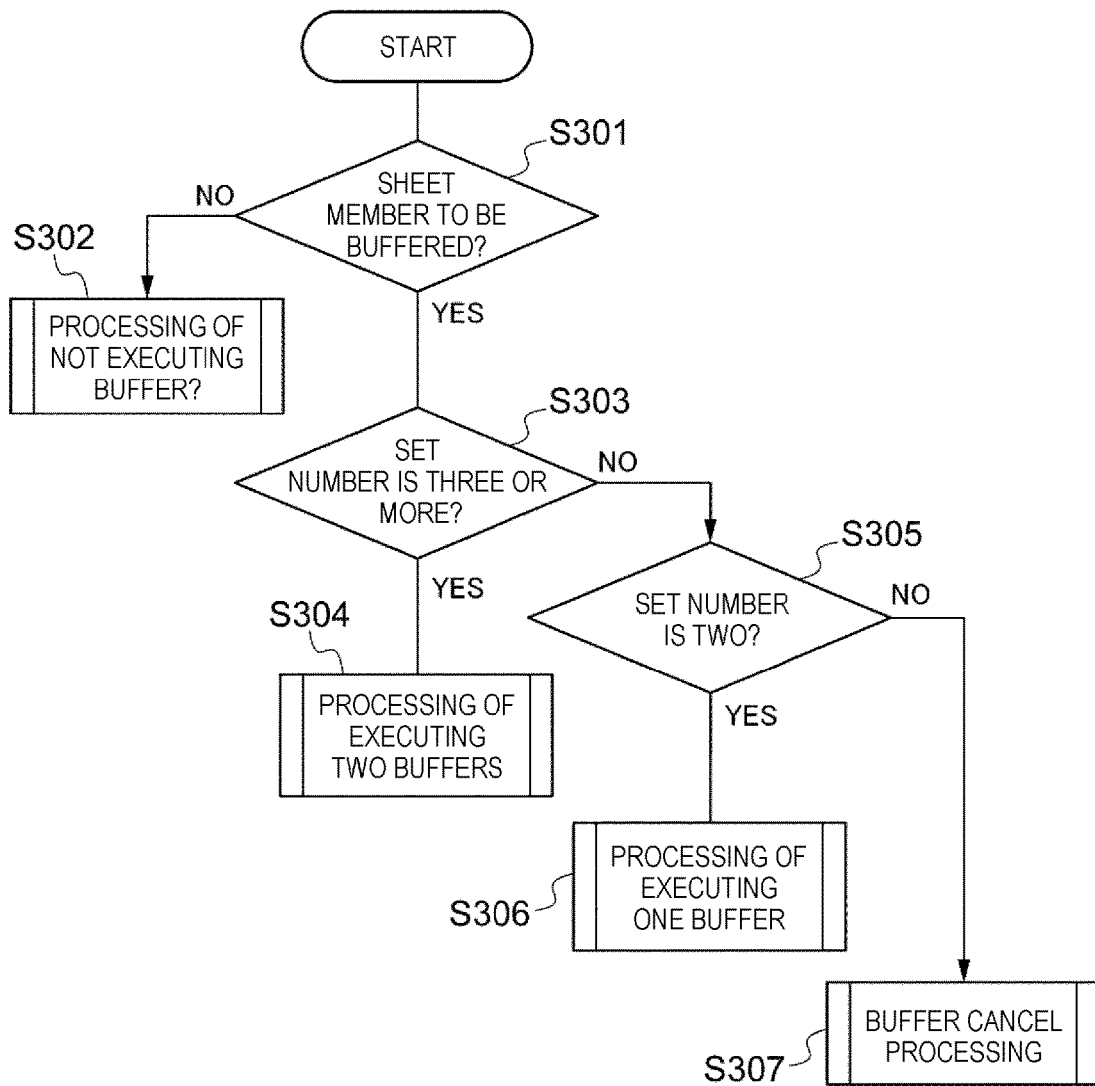 START
S301
SHEET
MEMBER TO BE
BUFFERED?
NO
YES
S302
PROCESSING OF
NOT EXECUTING
BUFFER?
S303
SET
NUMBER IS THREE OR
MORE?
NO
YES
S304
PROCESSING OF
EXECUTING
TWO BUFFERS
S305
SET NUMBER
IS TWO?
NO
YES
S306
PROCESSING OF
EXECUTING
ONE BUFFER
S307
BUFFER CANCEL
PROCESSING